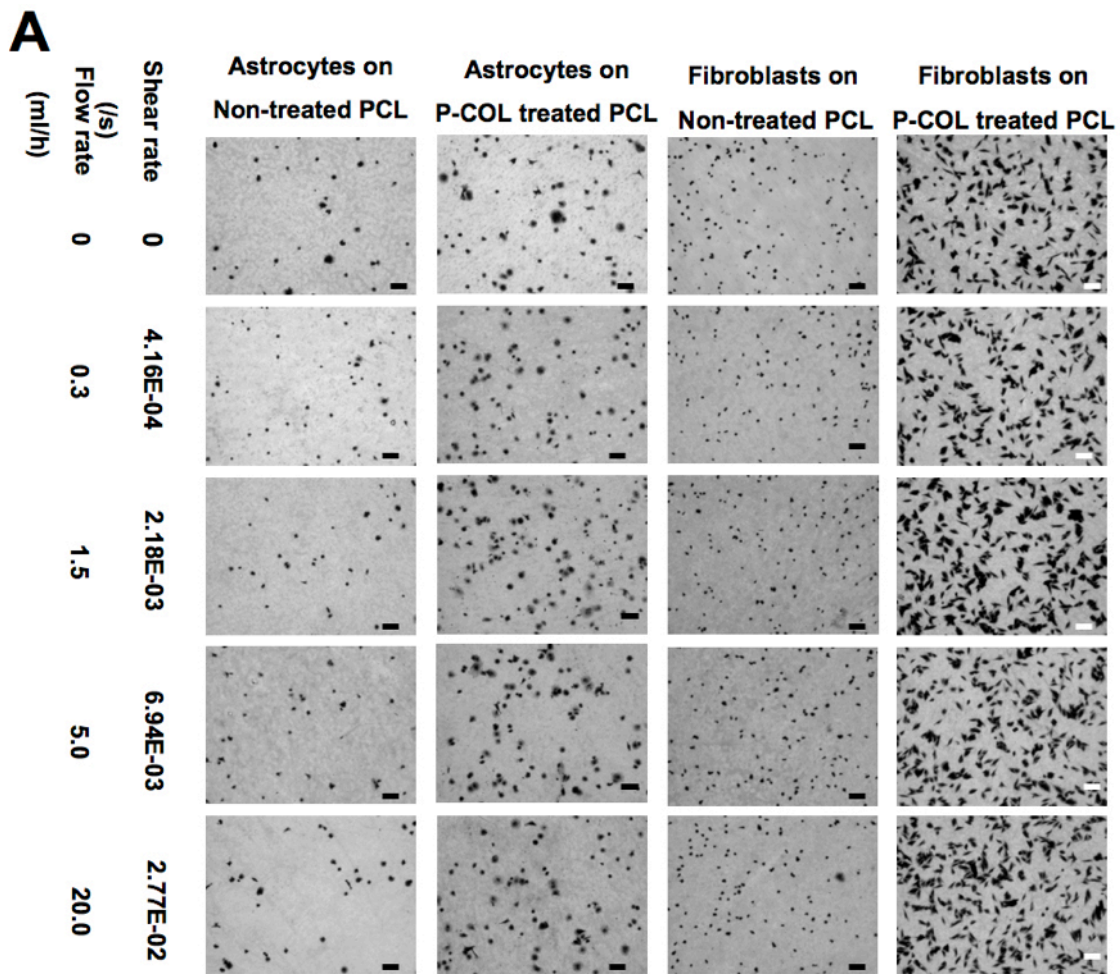 A
Astrocytes on
Non-treated PCL
Astrocytes on
P-COL treated PCL
Fibroblasts on
Non-treated PCL
Fibroblasts on
P-COL treated PCL
Shear rate
(/s)
Flow rate
(ml/h)
0
0
4.16E-04
0.3
2.18E-03
1.5
6.94E-03
5.0
2.77E-02
20.0